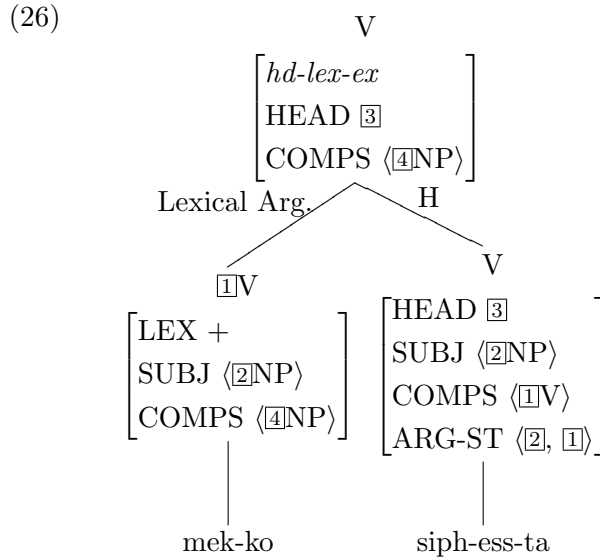 (26)
V
hd-lex-ex
HEAD 3
COMPS ⟨4NP⟩
Lexical Arg.
H
1V
LEX +
SUBJ ⟨2NP⟩
COMPS ⟨4NP⟩
mek-ko
V
HEAD 3
SUBJ ⟨2NP⟩
COMPS ⟨1V⟩
ARG-ST ⟨2, 1⟩
siph-ess-ta